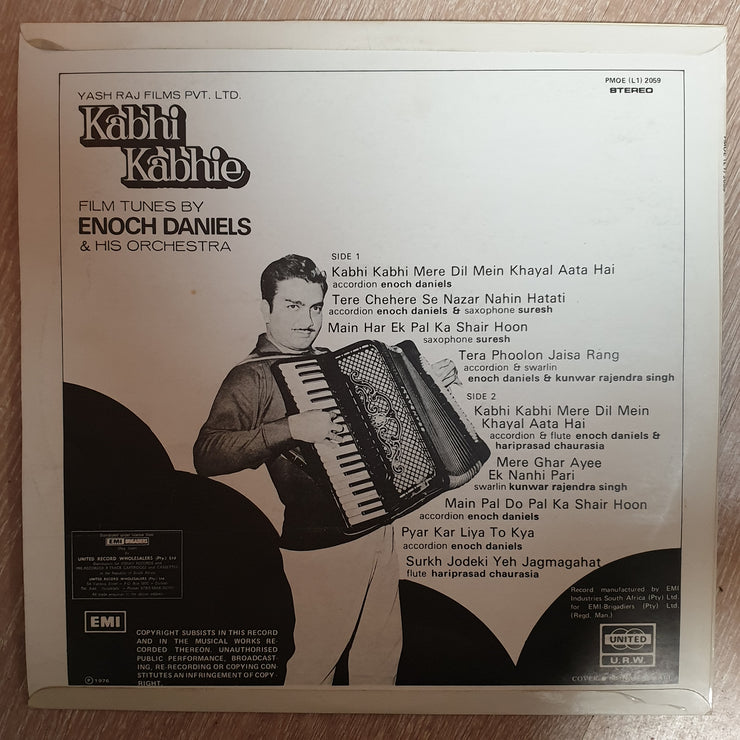 YASH RAJ FILMS PVT. LTD.
PMOE (L1) 2059
STEREO
Kabhi
Kabhie
FILM TUNES BY
ENOCH DANIELS
& HIS ORCHESTRA
SIDE 1
Kabhi Kabhi Mere Dil Mein Khayal Aata Hai
accordion enoch daniels
Tere Chehere Se Nazar Nahin Hatati
accordion enoch daniels & saxophone suresh
Main Har Ek Pal Ka Shair Hoon
saxophone suresh
Tera Phoolon Jaisa Rang
accordion & swarlin
enoch daniels & kunwar rajendra singh
SIDE 2
Kabhi Kabhi Mere Dil Mein
Khayal Aata Hai
accordion & flute enoch daniels &
hariprasad chaurasia
Mere Ghar Ayee
Ek Nanhi Pari
swarlin kunwar rajendra singh
Main Pal Do Pal Ka Shair Hoon
accordion enoch daniels
Pyar Kar Liya To Kya
accordion enoch daniels
Surkh Jodeki Yeh Jagmagahat
flute hariprasad chaurasia
EMI BRIGADIERS
UNITED RECORD WHOLESALERS (Pty) Ltd
EMI
COPYRIGHT SUBSISTS IN THIS RECORD
AND IN THE MUSICAL WORKS RE-
CORDED THEREON. UNAUTHORISED
PUBLIC PERFORMANCE, BROADCAST-
ING, RE-RECORDING OR COPYING CON-
STITUTES AN INFRINGEMENT OF COPY-
RIGHT.
℗ 1976
Record manufactured by EMI
Industries South Africa (Pty) Ltd.
for EMI-Brigadiers (Pty) Ltd.
(Regd. Man.)
UNITED
U.R.W.
COVER